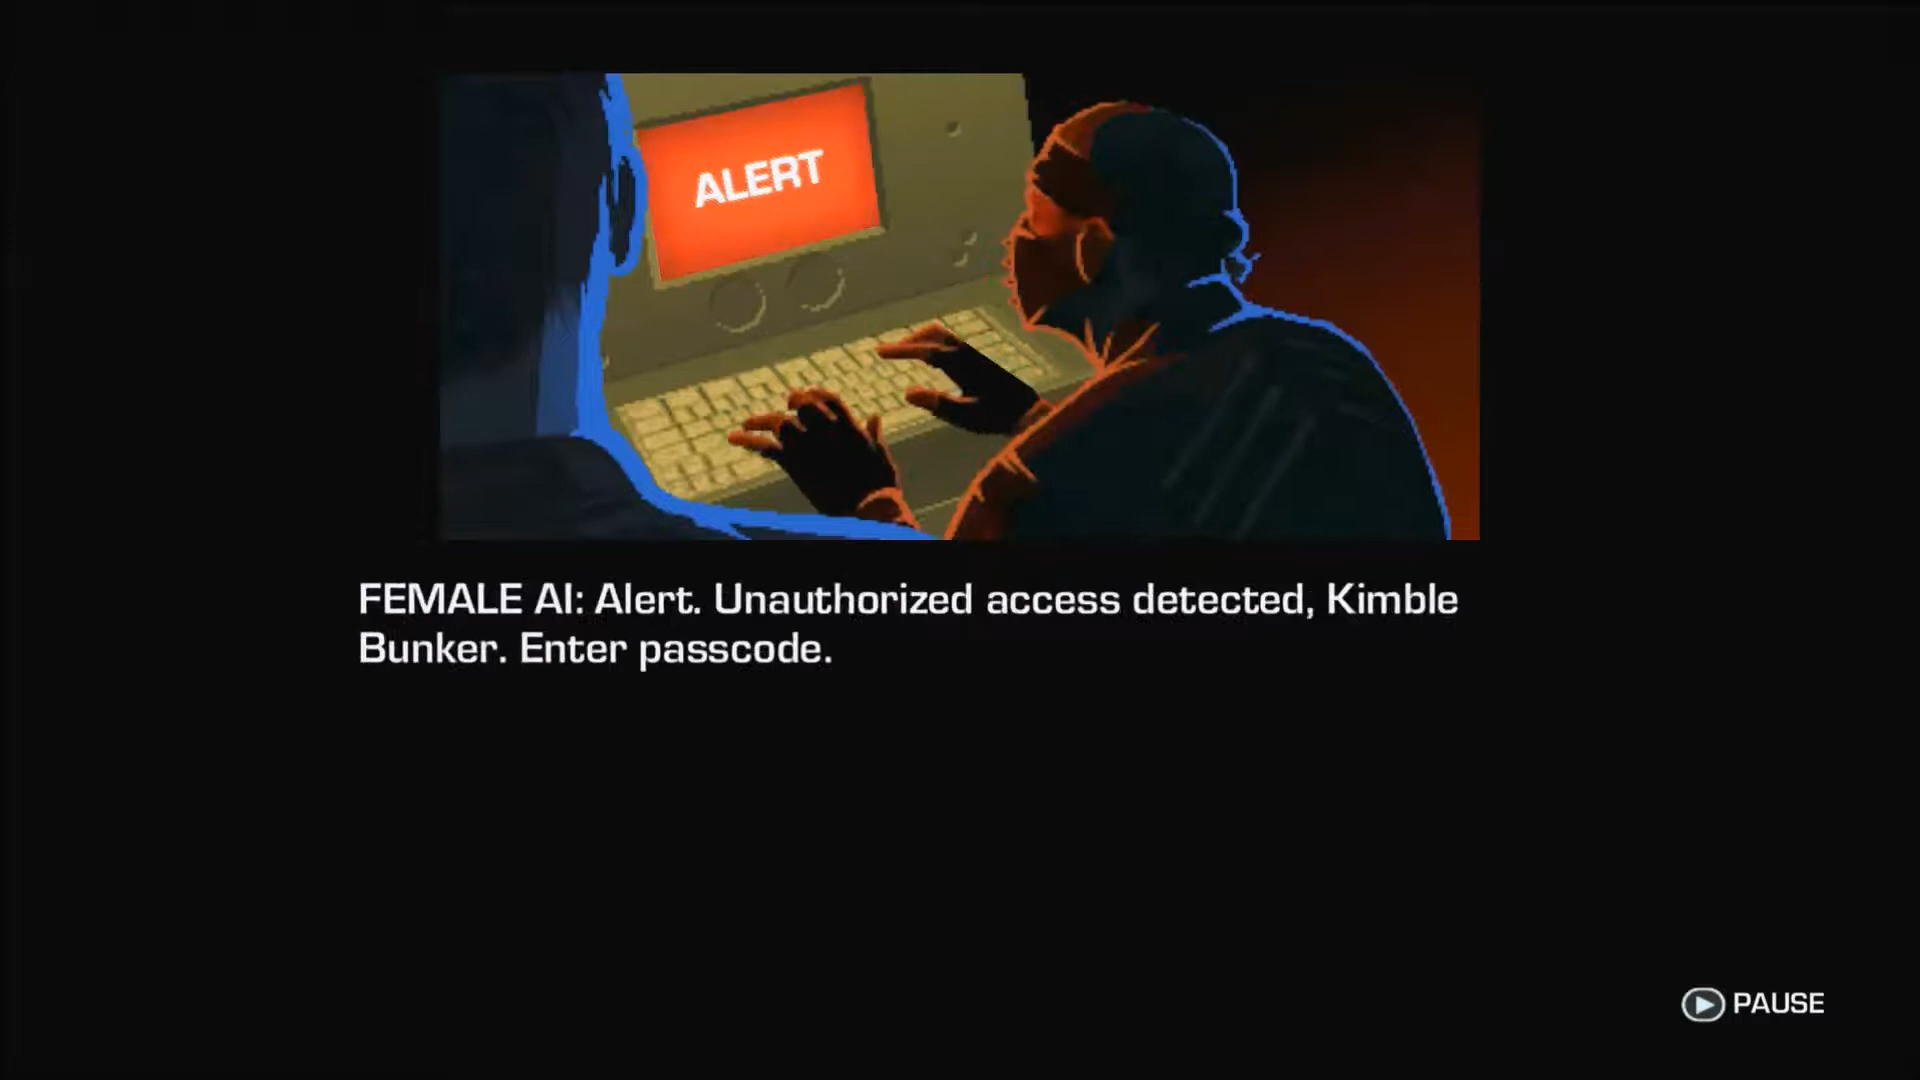 ALERT
FEMALE AI: Alert. Unauthorized access detected, Kimble
Bunker. Enter passcode.
PAUSE